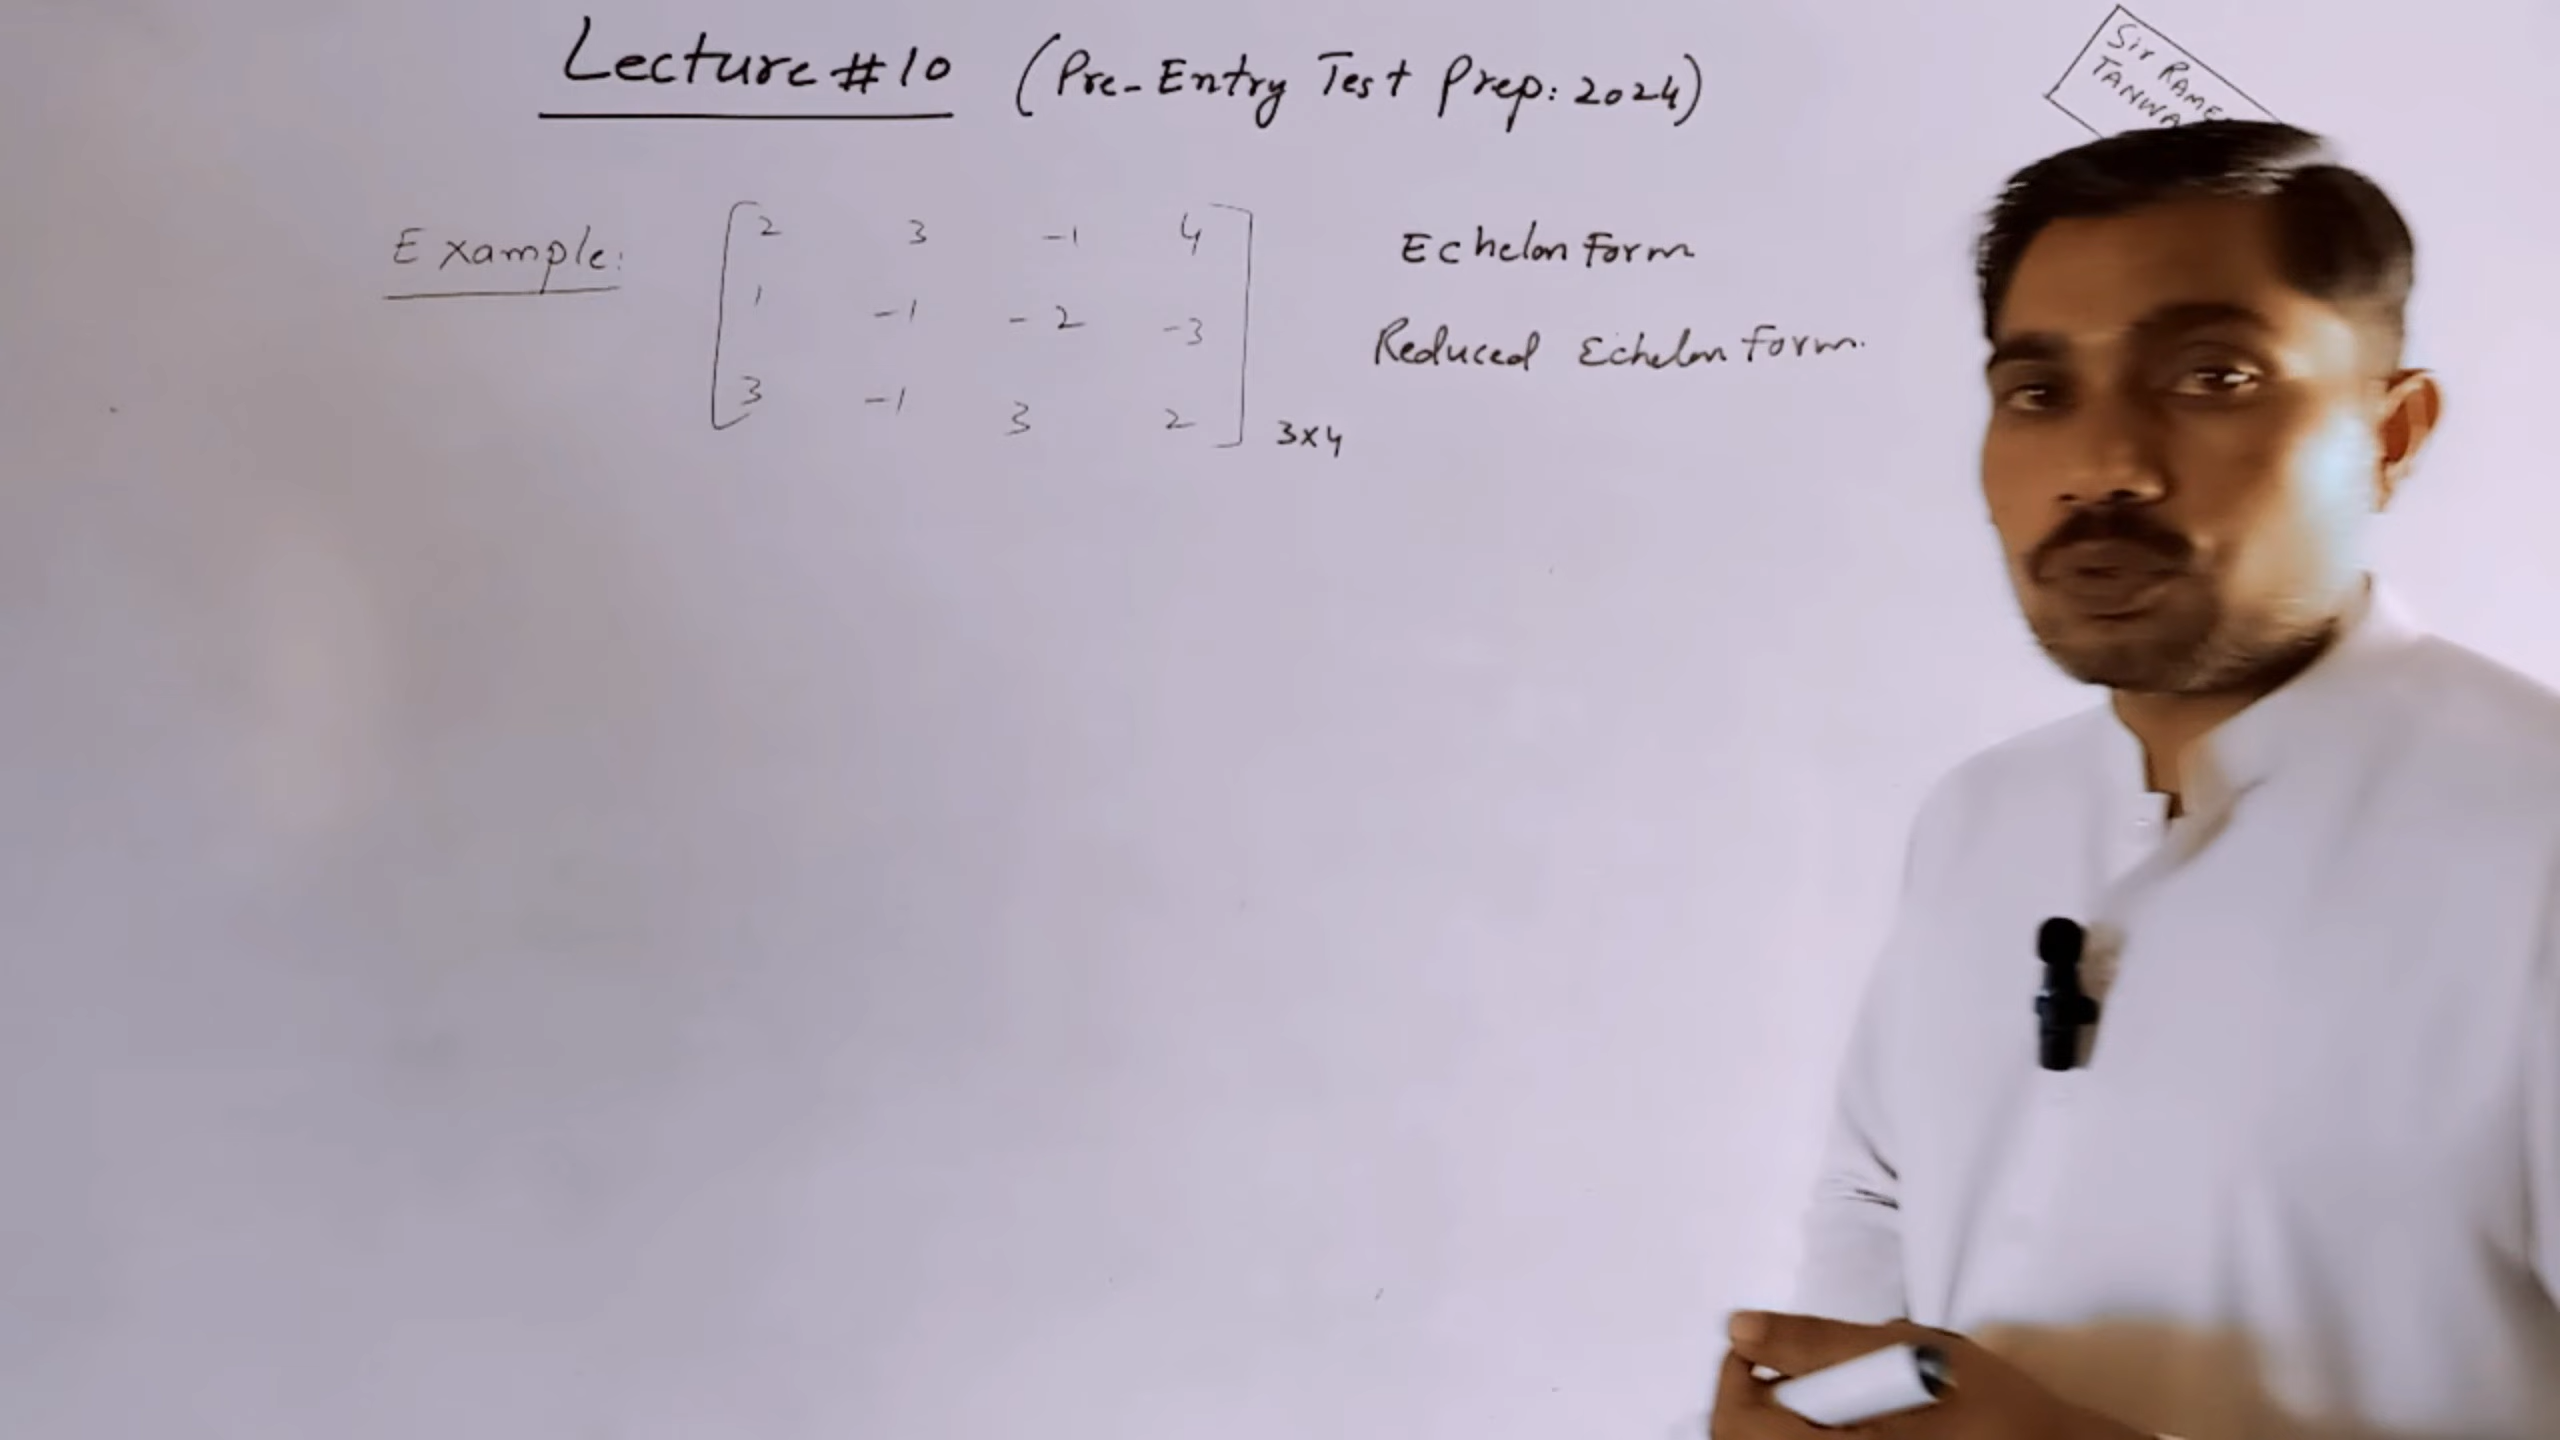 Lecture #10 (Pre-Entry Test Prep: 2024)
Sir
Example:
2 3 -1 4
1 -1 -2 -3
3 -1 3 2
3x4
Echelon Form
Reduced Echelon Form.